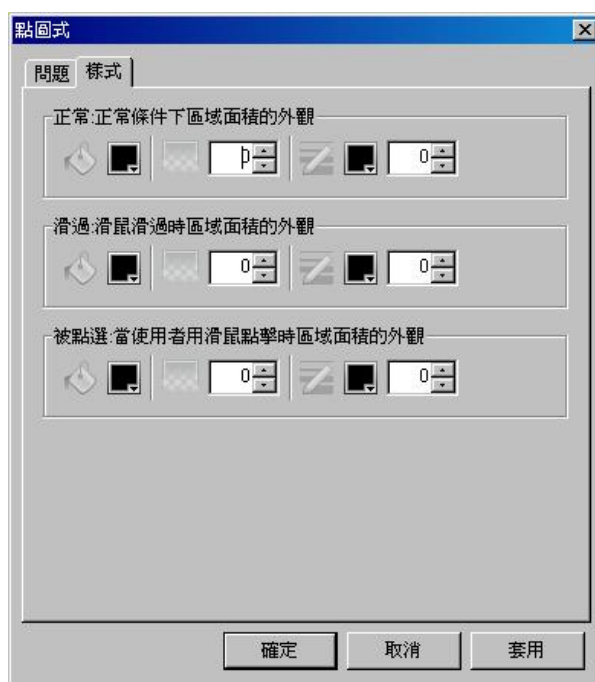 點圖式
問題 樣式
正常:正常條件下區域面積的外觀
0 0
滑過:滑鼠滑過時區域面積的外觀
0 0
被點選:當使用者用滑鼠點擊時區域面積的外觀
0 0
確定 取消 套用